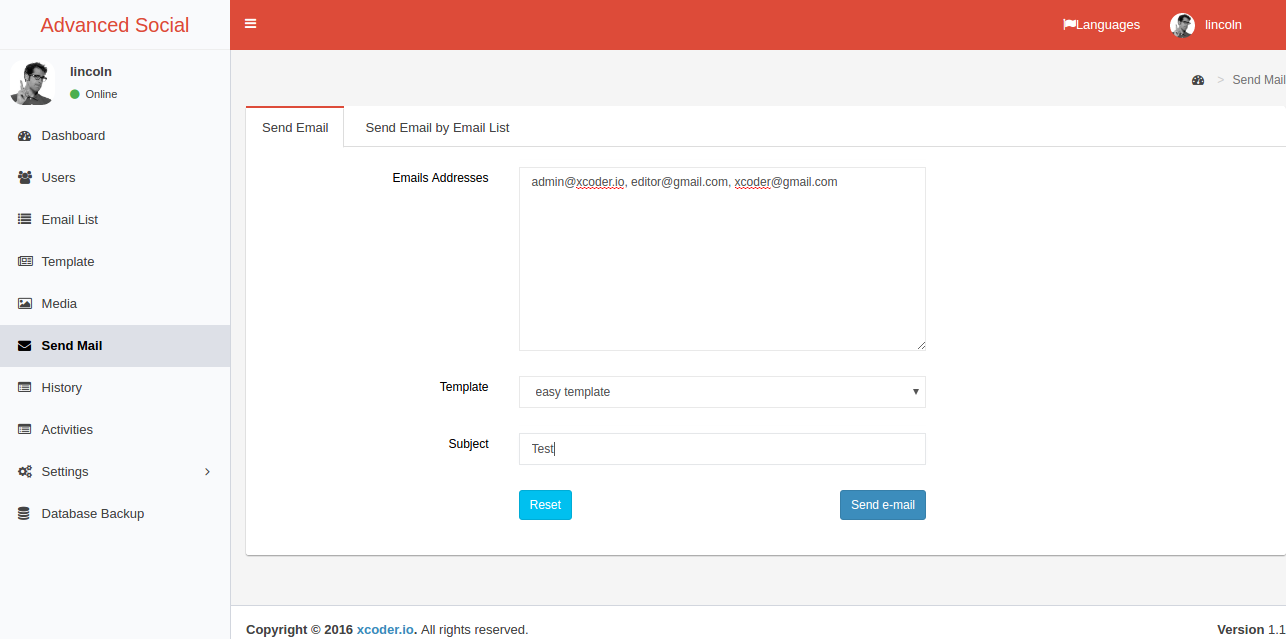 Advanced Social
Languages
lincoln
lincoln
Online
Dashboard
Users
Email List
Template
Media
Send Mail
History
Activities
Settings
Database Backup
> Send Mail
Send Email
Send Email by Email List
Emails Addresses
admin@xcoder.io, editor@gmail.com, xcoder@gmail.com
Template
easy template
Subject
Test
Reset
Send e-mail
Copyright © 2016 xcoder.io. All rights reserved.
Version 1.1